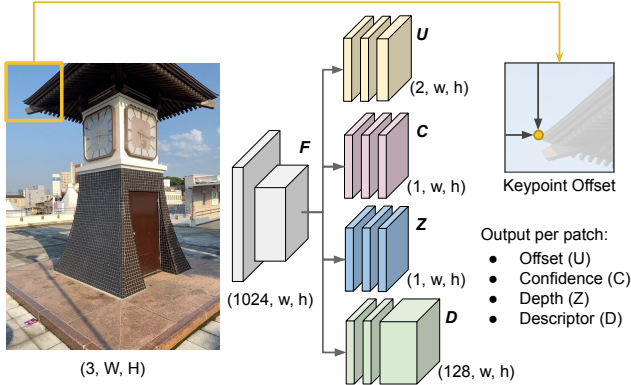 U
(2, w, h)
F
C
(1, w, h)
Keypoint Offset
Z
(1, w, h)
Output per patch:
● Offset (U)
● Confidence (C)
● Depth (Z)
● Descriptor (D)
(1024, w, h)
D
(128, w, h)
(3, W, H)